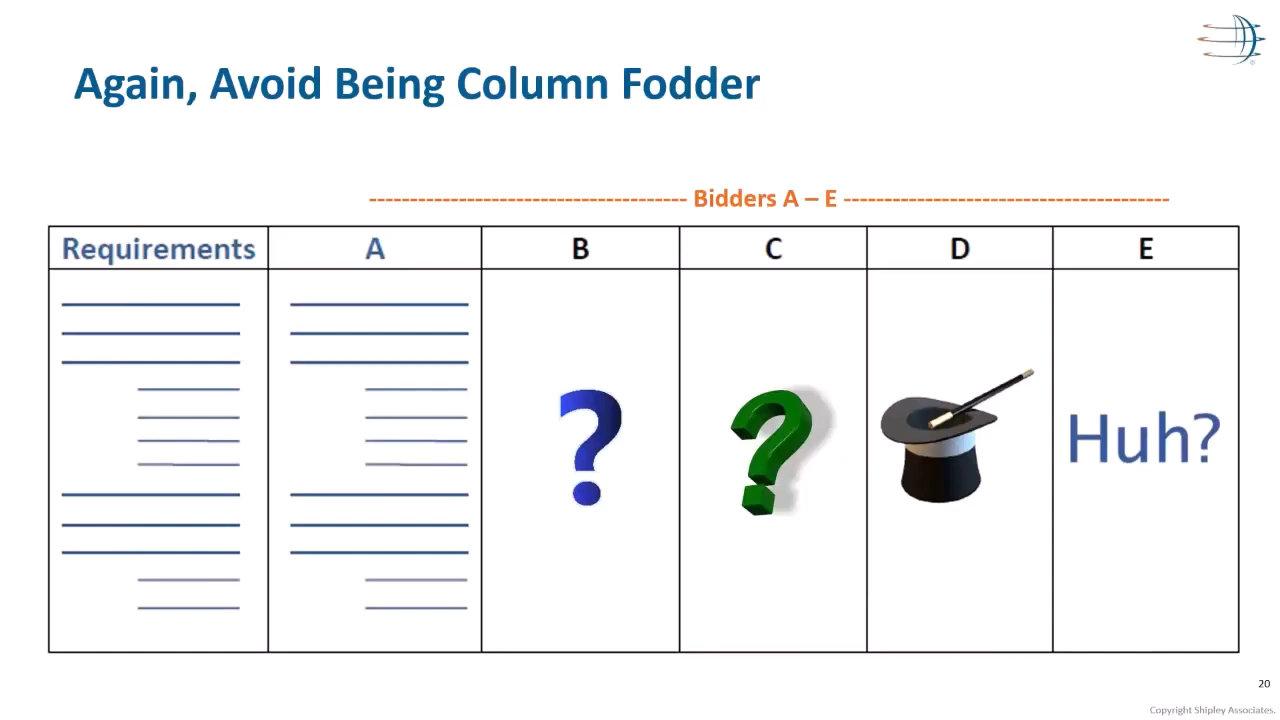 Again, Avoid Being Column Fodder
--------------------------------------- Bidders A – E ----------------------------------------
Requirements A B C D E
? ? Huh?
20
Copyright Shipley Associates.